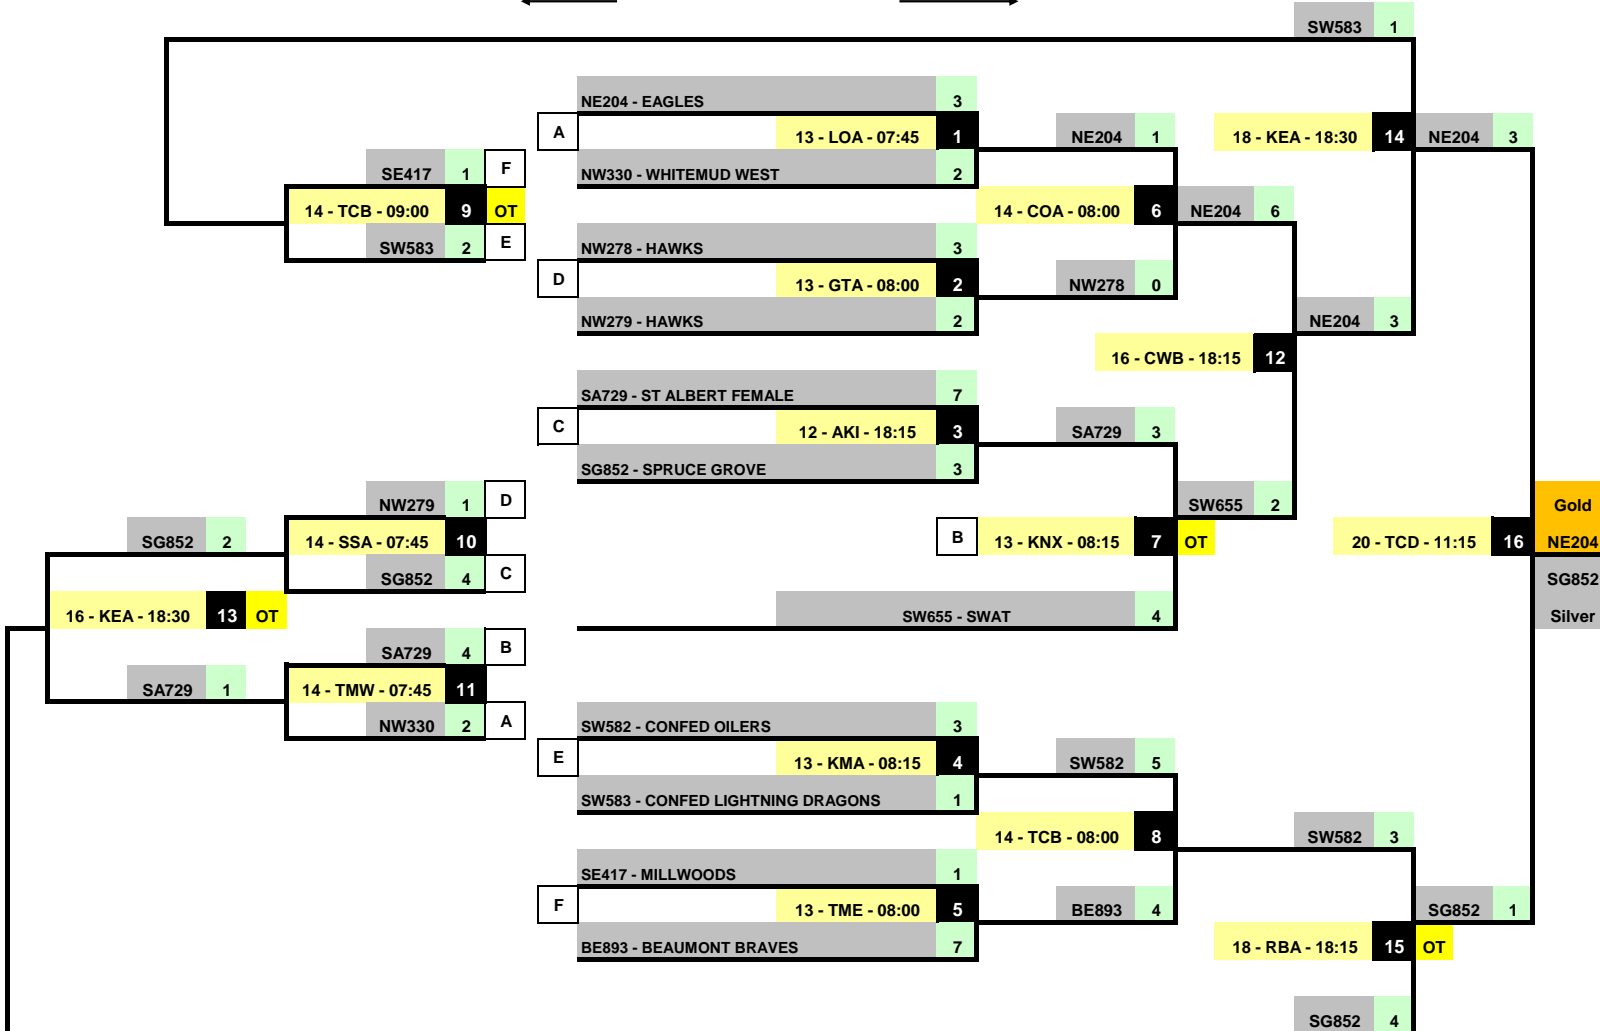 SW583 1
NE204 - EAGLES 3
A 13 - LOA - 07:45 1 NE204 1 18 - KEA - 18:30 14 NE204 3
SE417 1 F NW330 - WHITEMUD WEST 2
14 - TCB - 09:00 9 OT 14 - COA - 08:00 6 NE204 6
SW583 2 E NW278 - HAWKS 3
D 13 - GTA - 08:00 2 NW278 0
NW279 - HAWKS 2 NE204 3
16 - CWB - 18:15 12
SA729 - ST ALBERT FEMALE 7
C 12 - AKI - 18:15 3 SA729 3
SG852 - SPRUCE GROVE 3
NW279 1 D SW655 2 Gold
SG852 2 14 - SSA - 07:45 10 B 13 - KNX - 08:15 7 OT 20 - TCD - 11:15 16 NE204
SG852 4 C SG852
16 - KEA - 18:30 13 OT SW655 - SWAT 4 Silver
SA729 4 B
SA729 1 14 - TMW - 07:45 11
NW330 2 A SW582 - CONFED OILERS 3
E 13 - KMA - 08:15 4 SW582 5
SW583 - CONFED LIGHTNING DRAGONS 1
14 - TCB - 08:00 8 SW582 3
SE417 - MILLWOODS 1
F 13 - TME - 08:00 5 BE893 4 SG852 1
BE893 - BEAUMONT BRAVES 7 18 - RBA - 18:15 15 OT
SG852 4